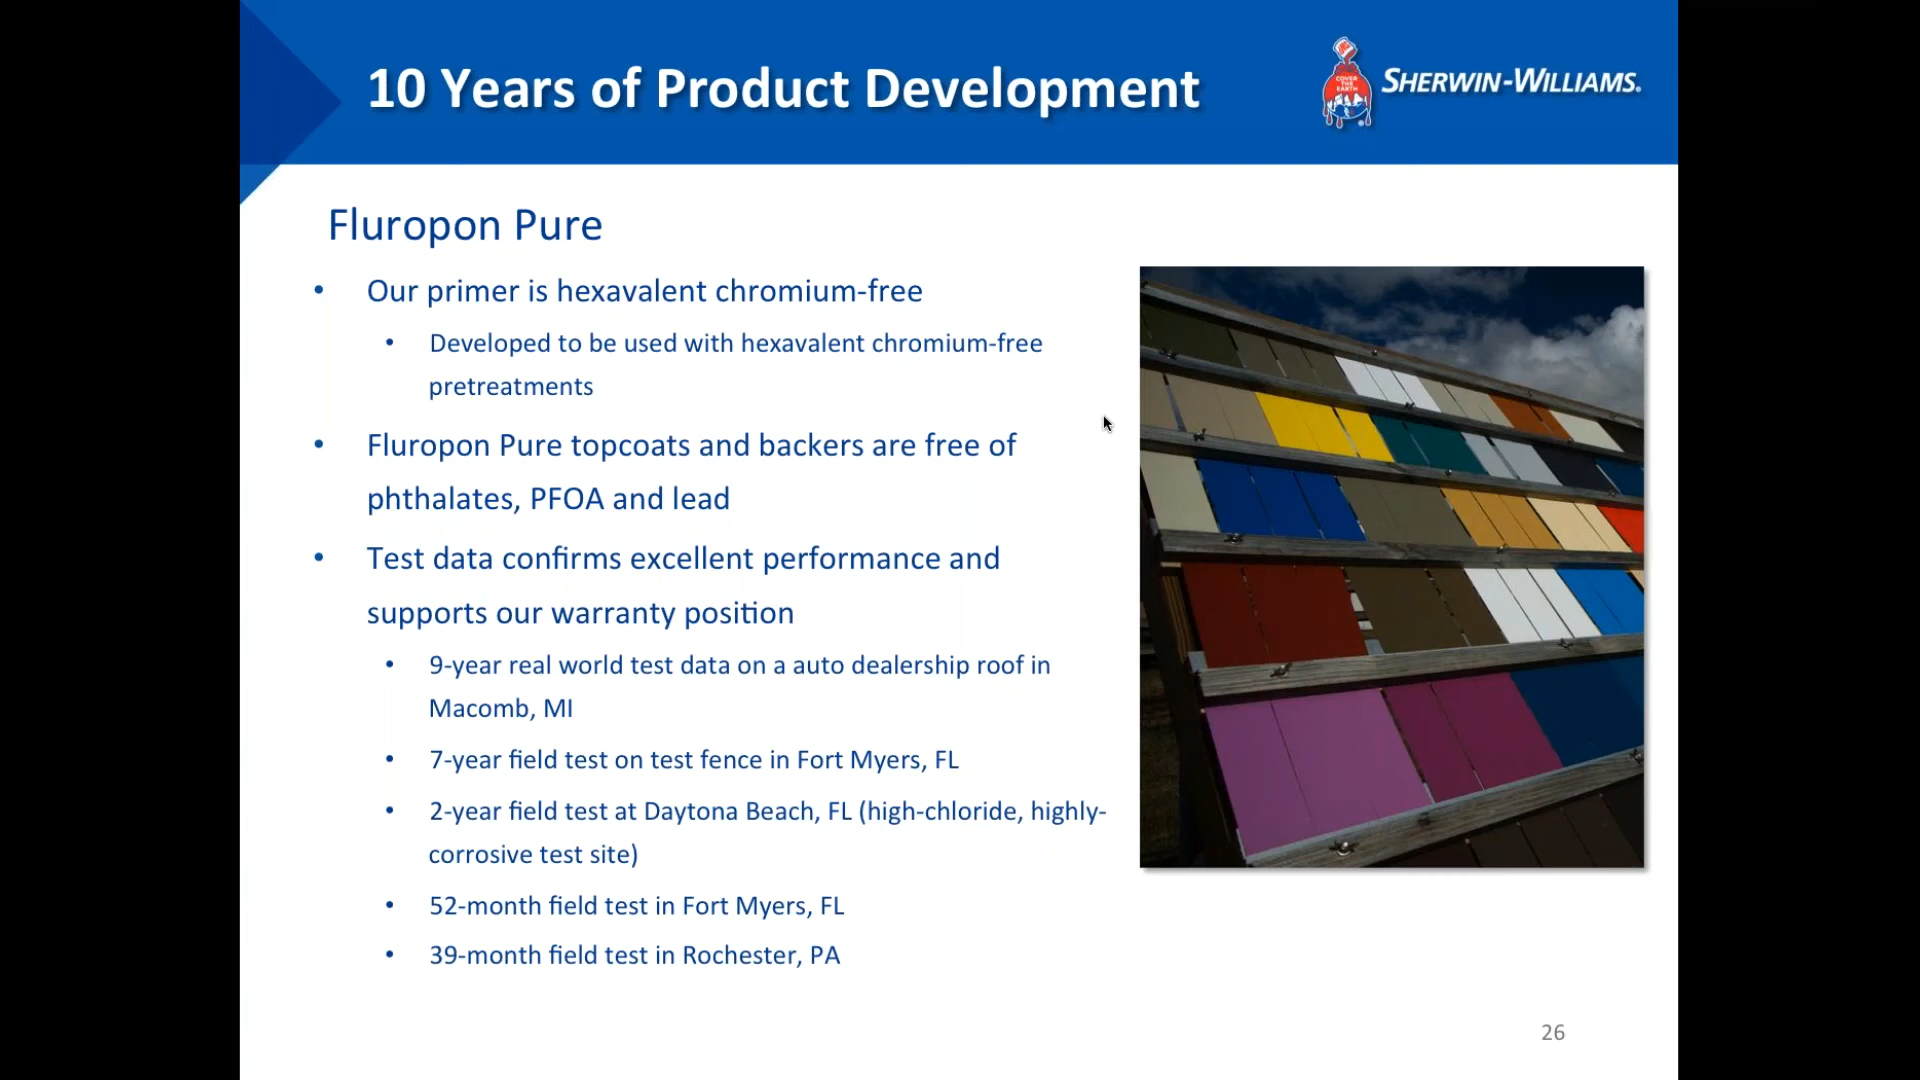 10 Years of Product Development
COVER
THE
EARTH
SHERWIN-WILLIAMS.
Fluropon Pure
• Our primer is hexavalent chromium-free
• Developed to be used with hexavalent chromium-free
pretreatments
• Fluropon Pure topcoats and backers are free of
phthalates, PFOA and lead
• Test data confirms excellent performance and
supports our warranty position
• 9-year real world test data on a auto dealership roof in
Macomb, MI
• 7-year field test on test fence in Fort Myers, FL
• 2-year field test at Daytona Beach, FL (high-chloride, highly-
corrosive test site)
• 52-month field test in Fort Myers, FL
• 39-month field test in Rochester, PA
26